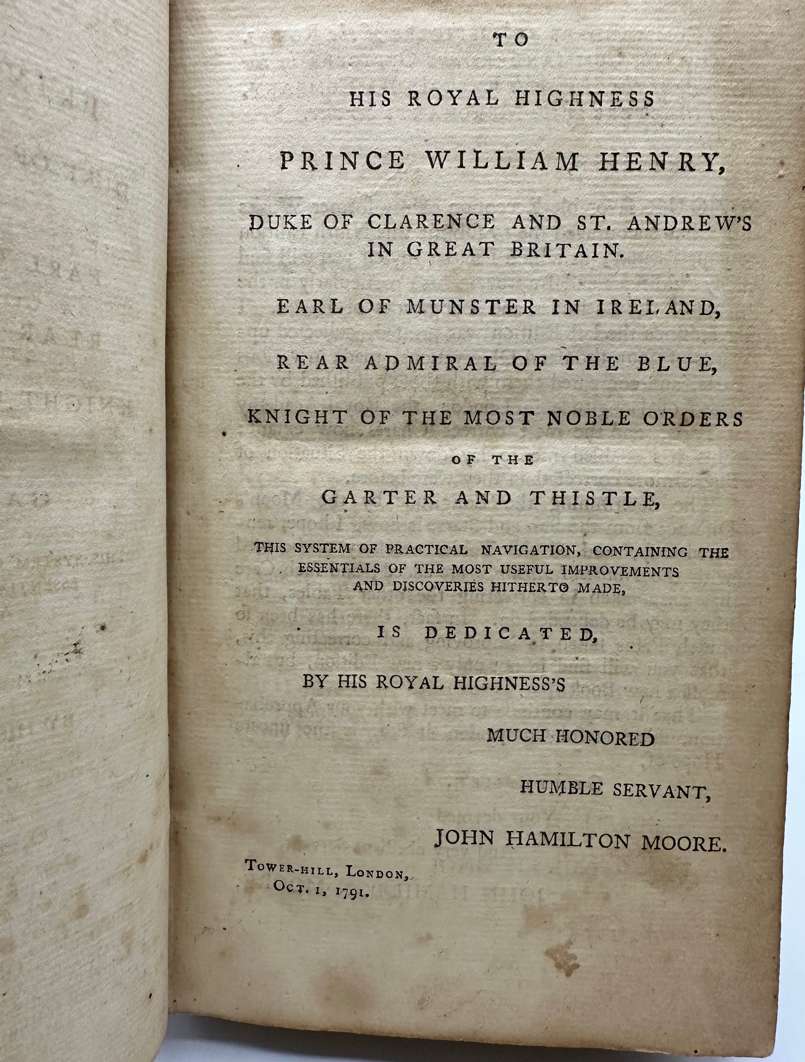 TO
HIS ROYAL HIGHNESS
PRINCE WILLIAM HENRY,
DUKE OF CLARENCE AND ST. ANDREW'S
IN GREAT BRITAIN.
EARL OF MUNSTER IN IRELAND,
REAR ADMIRAL OF THE BLUE,
KNIGHT OF THE MOST NOBLE ORDERS
OF THE
GARTER AND THISTLE,
THIS SYSTEM OF PRACTICAL NAVIGATION, CONTAINING THE
ESSENTIALS OF THE MOST USEFUL IMPROVEMENTS
AND DISCOVERIES HITHERTO MADE,
IS DEDICATED,
BY HIS ROYAL HIGHNESS'S
MUCH HONORED
HUMBLE SERVANT,
JOHN HAMILTON MOORE.
TOWER-HILL, LONDON,
OCT. 1, 1791.